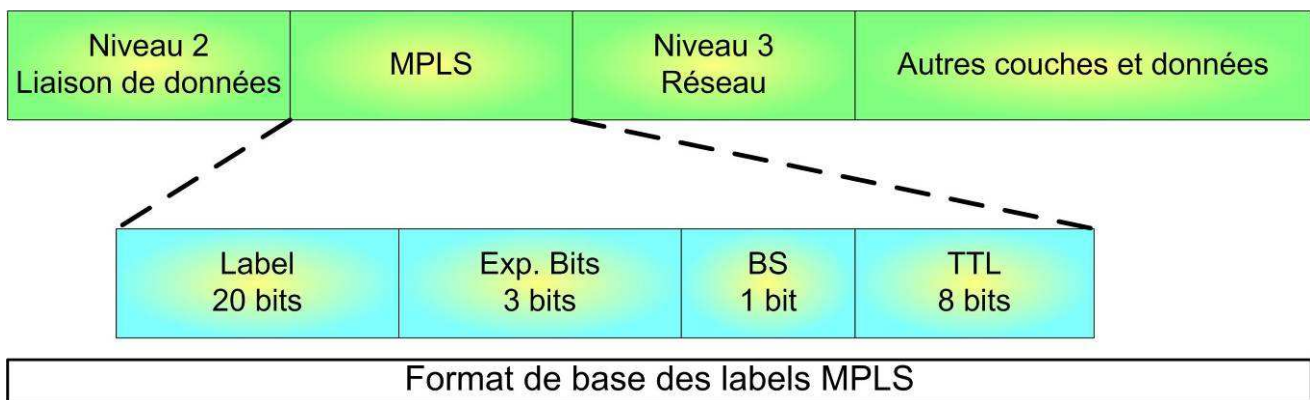 Niveau 2
Liaison de données
MPLS
Niveau 3
Réseau
Autres couches et données
Label
20 bits
Exp. Bits
3 bits
BS
1 bit
TTL
8 bits
Format de base des labels MPLS